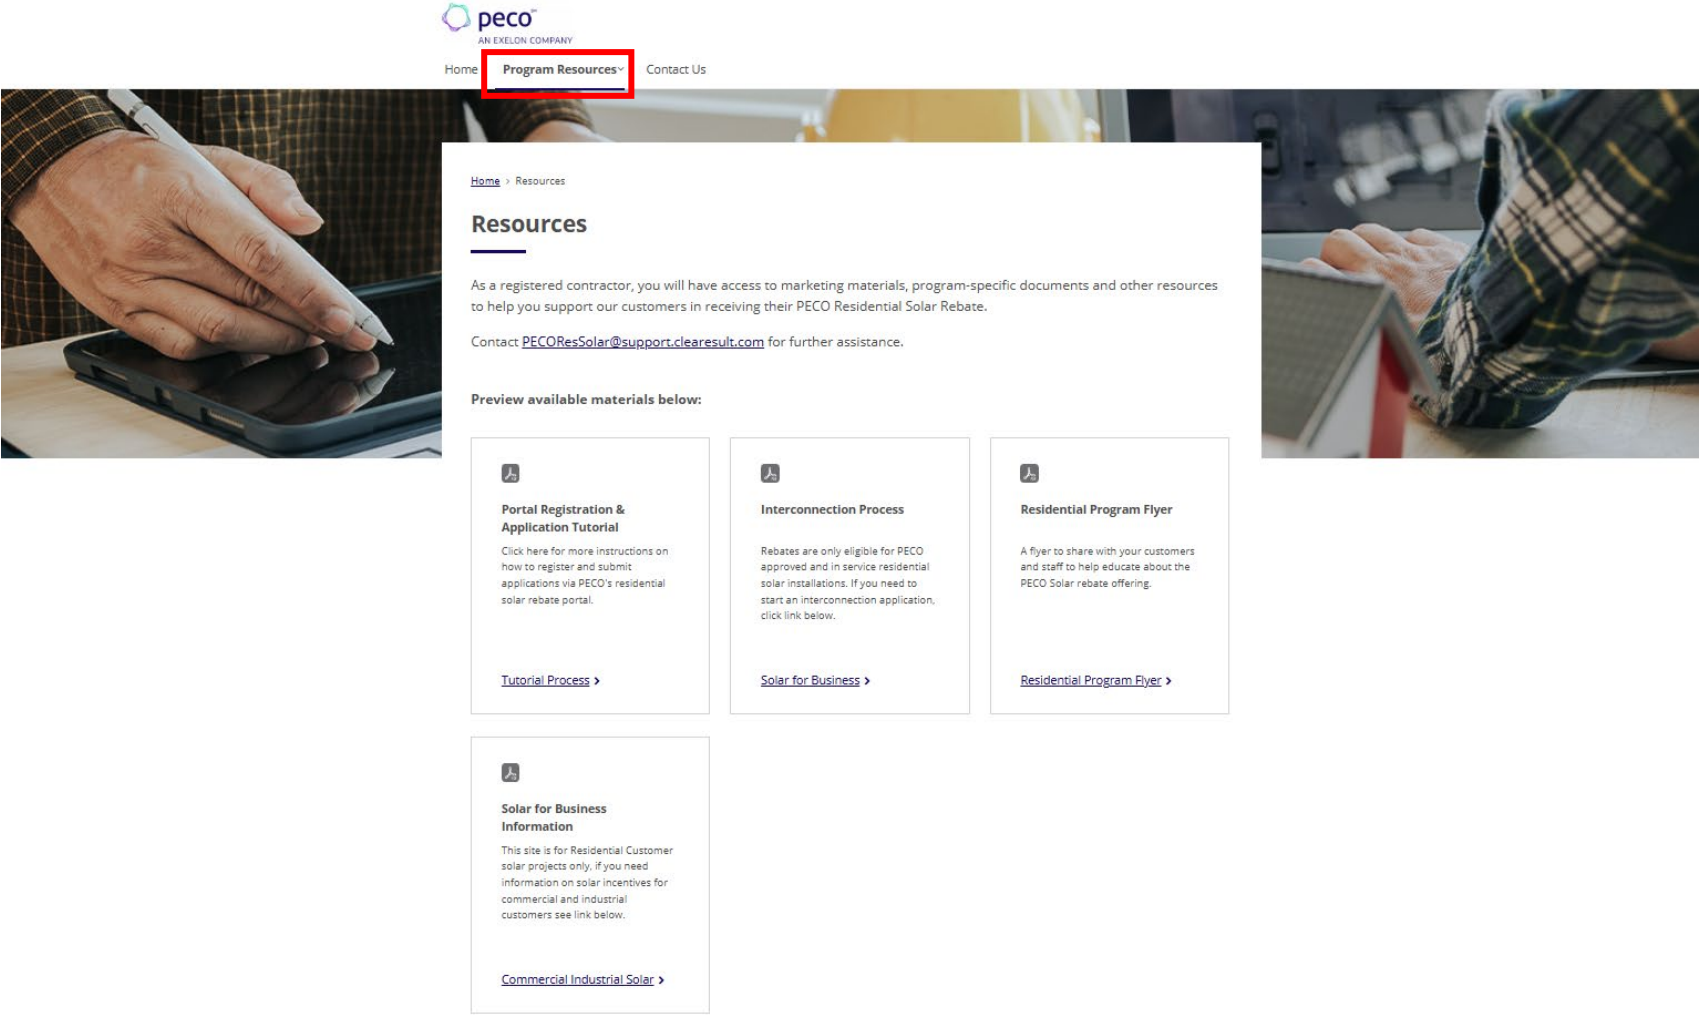 peco℠
AN EXELON COMPANY
Home Program Resources Contact Us
Home › Resources
Resources
As a registered contractor, you will have access to marketing materials, program-specific documents and other resources
to help you support our customers in receiving their PECO Residential Solar Rebate.
Contact PECOResSolar@support.clearesult.com for further assistance.
Preview available materials below:
Portal Registration &
Application Tutorial
Click here for more instructions on
how to register and submit
applications via PECO's residential
solar rebate portal.
Tutorial Process ›
Interconnection Process
Rebates are only eligible for PECO
approved and in service residential
solar installations. If you need to
start an interconnection application,
click link below.
Solar for Business ›
Residential Program Flyer
A flyer to share with your customers
and staff to help educate about the
PECO Solar rebate offering.
Residential Program Flyer ›
Solar for Business
Information
This site is for Residential Customer
solar projects only, if you need
information on solar incentives for
commercial and industrial
customers see link below.
Commercial Industrial Solar ›